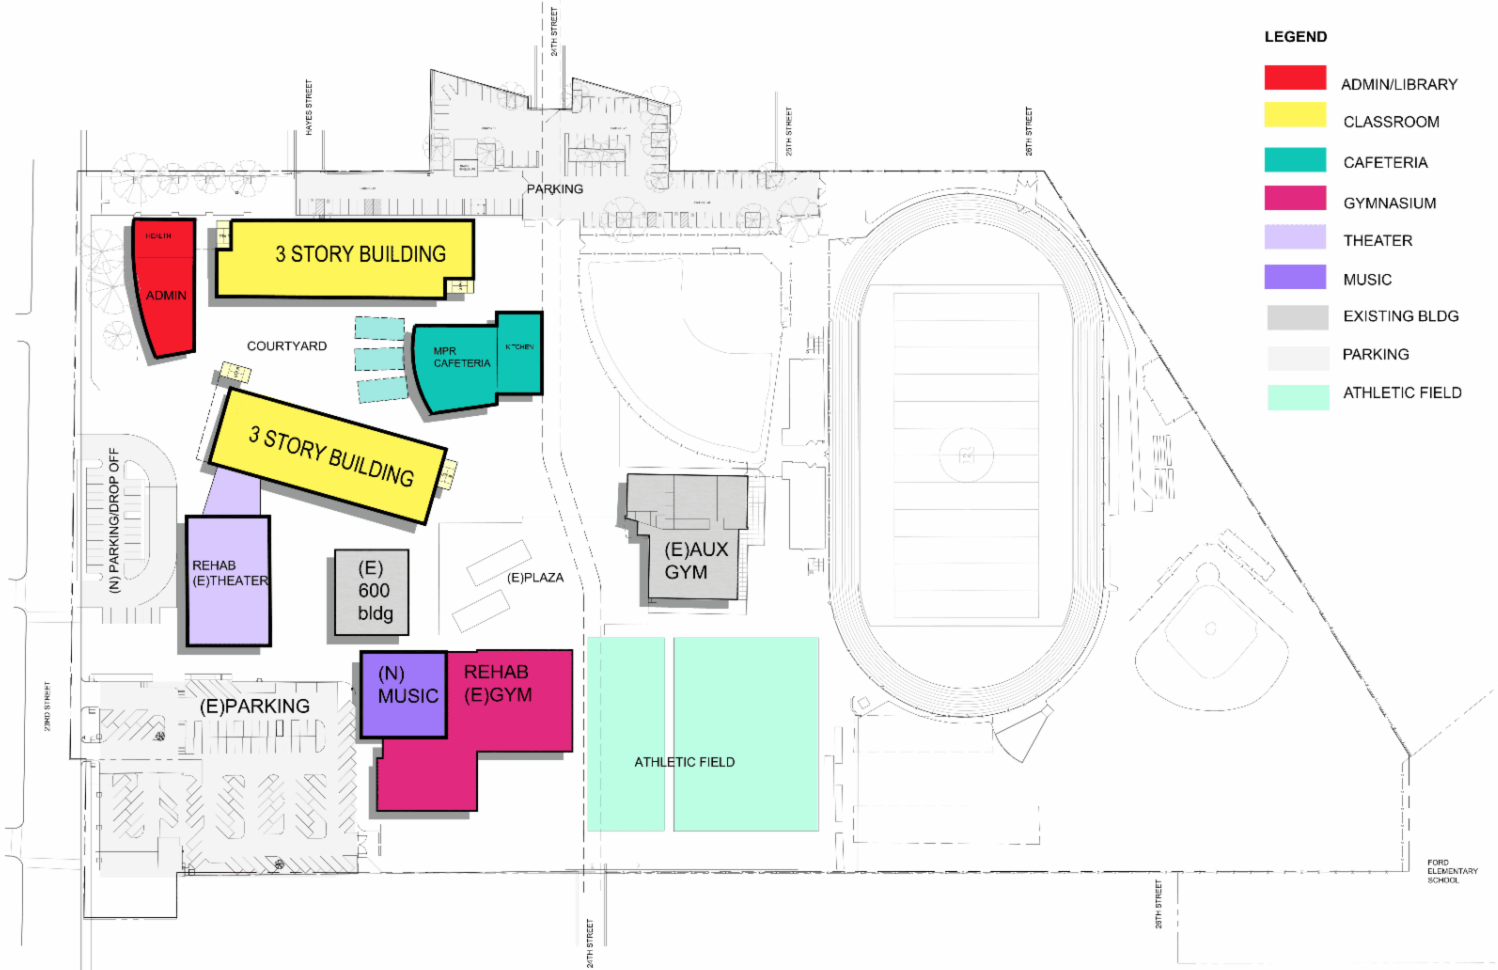 24TH STREET
LEGEND
HAYES STREET
25TH STREET
26TH STREET
ADMIN/LIBRARY
CLASSROOM
CAFETERIA
GYMNASIUM
THEATER
MUSIC
EXISTING BLDG
PARKING
ATHLETIC FIELD
PARKING
HEALTH
ADMIN
3 STORY BUILDING
COURTYARD
MPR
CAFETERIA
KITCHEN
3 STORY BUILDING
(N) PARKING/DROP OFF
REHAB
(E)THEATER
(E)
600
bldg
(E)PLAZA
(E)AUX
GYM
(N)
MUSIC
REHAB
(E)GYM
(E)PARKING
23RD STREET
ATHLETIC FIELD
24TH STREET
26TH STREET
FORD
ELEMENTARY
SCHOOL